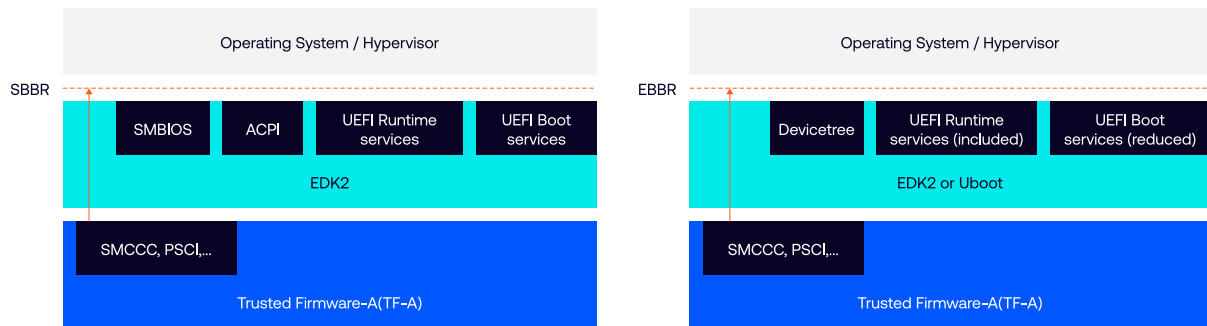 Operating System / Hypervisor
SBBR
SMBIOS
ACPI
UEFI Runtime
services
UEFI Boot
services
EDK2
SMCCC, PSCI,...
Trusted Firmware-A(TF-A)
Operating System / Hypervisor
EBBR
Devicetree
UEFI Runtime
services (included)
UEFI Boot
services (reduced)
EDK2 or Uboot
SMCCC, PSCI,...
Trusted Firmware-A(TF-A)